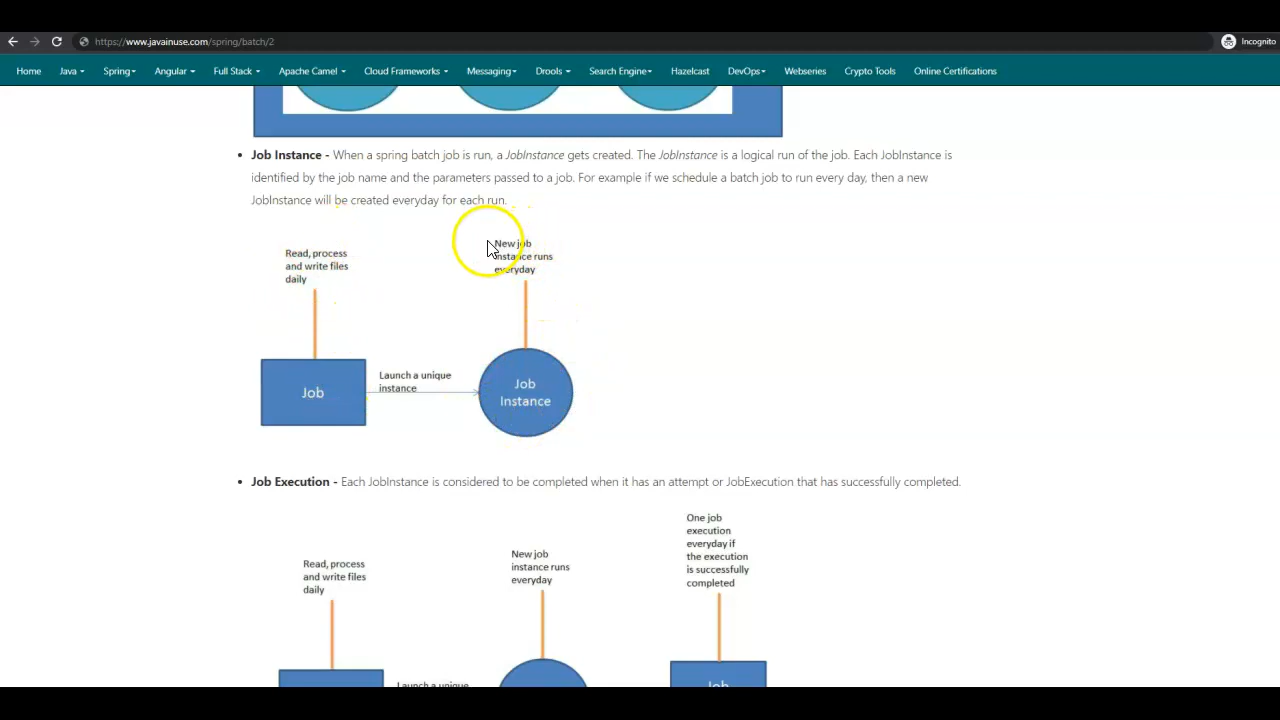 https://www.javainuse.com/spring/batch/2
Incognito
Home Java Spring Angular Full Stack Apache Camel Cloud Frameworks Messaging Drools Search Engine Hazelcast DevOps Webseries Crypto Tools Online Certifications
Job Instance - When a spring batch job is run, a JobInstance gets created. The JobInstance is a logical run of the job. Each JobInstance is
identified by the job name and the parameters passed to a job. For example if we schedule a batch job to run every day, then a new
JobInstance will be created everyday for each run.
Read, process
and write files
daily
New job
instance runs
everyday
Job
Launch a unique
instance
Job
Instance
Job Execution - Each JobInstance is considered to be completed when it has an attempt or JobExecution that has successfully completed.
Read, process
and write files
daily
New job
instance runs
everyday
One job
execution
everyday if
the execution
is successfully
completed
Launch a unique
Job